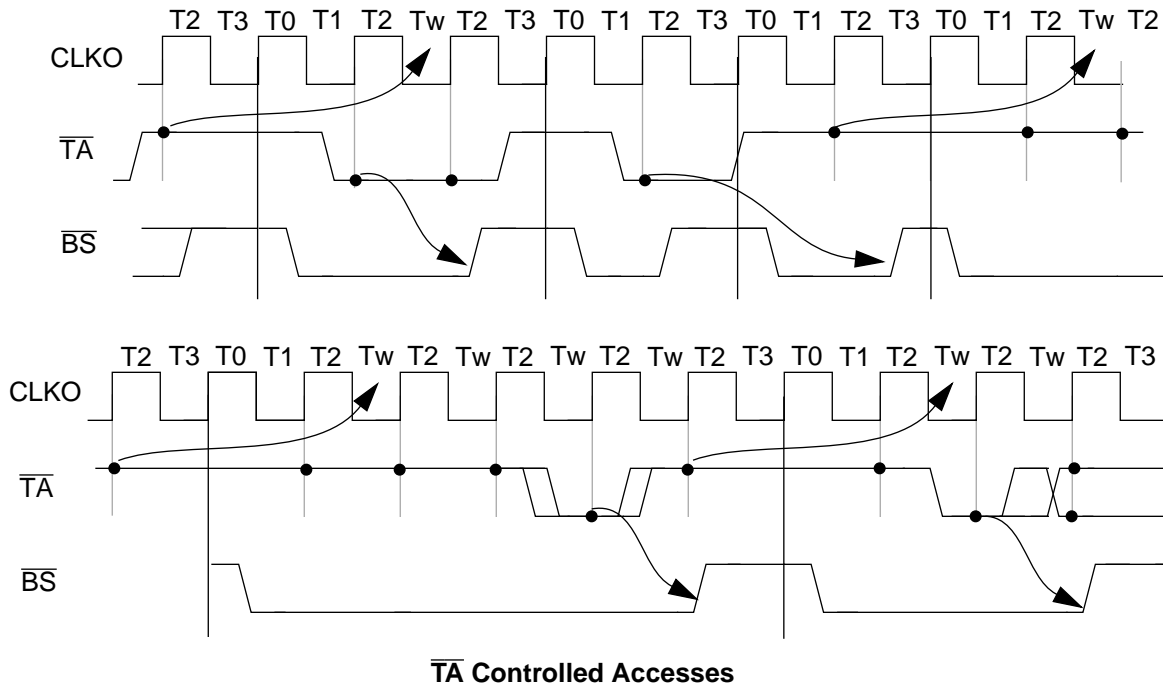 T2 T3 T0 T1 T2 Tw T2 T3 T0 T1 T2 T3 T0 T1 T2 T3 T0 T1 T2 Tw T2
CLKO
TA
BS
T2 T3 T0 T1 T2 Tw T2 Tw T2 Tw T2 Tw T2 T3 T0 T1 T2 Tw T2 Tw T2 T3
CLKO
TA
BS
TA Controlled Accesses